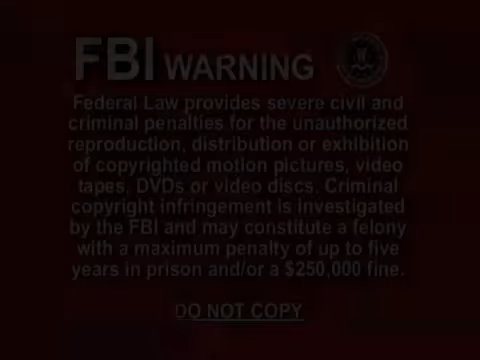 FBI WARNING
Federal Law provides severe civil and
criminal penalties for the unauthorized
reproduction, distribution or exhibition
of copyrighted motion pictures, video
tapes, DVDs or video discs. Criminal
copyright infringement is investigated
by the FBI and may constitute a felony
with a maximum penalty of up to five
years in prison and/or a $250,000 fine.
DO NOT COPY